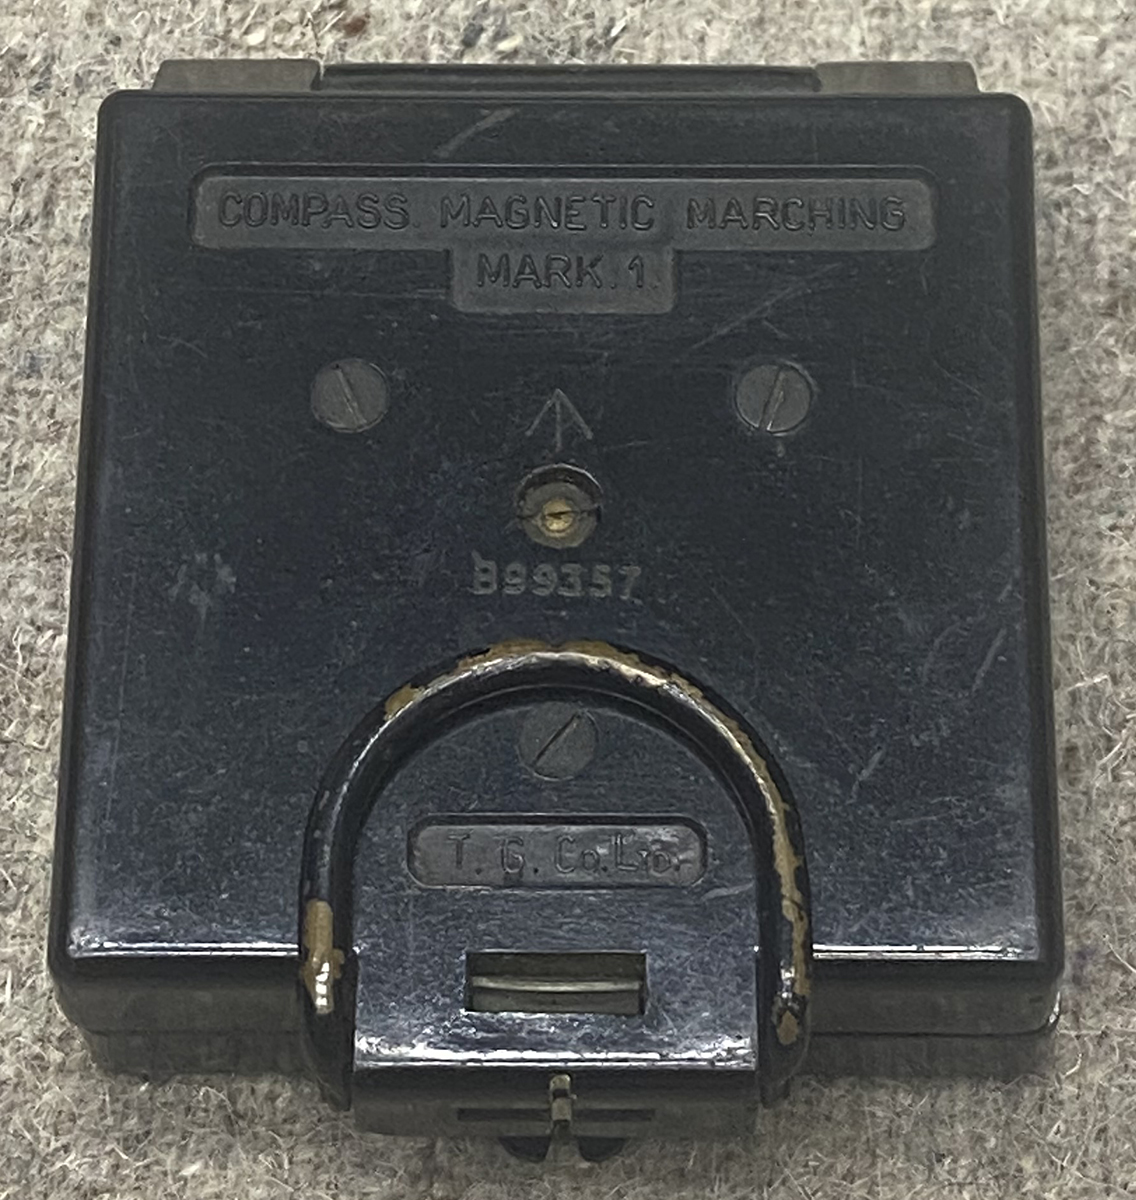 COMPASS. MAGNETIC MARCHING
MARK.1.
B99357
T. G. Co.LTD.